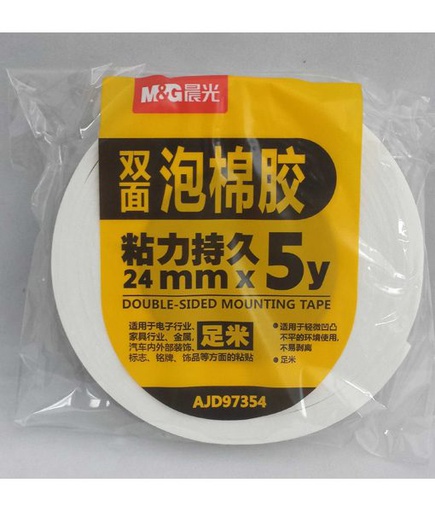 M&G晨光
双面 泡棉胶
粘力持久
24mm x 5y
DOUBLE-SIDED MOUNTING TAPE
适用于电子行业、
家具行业、金属,
汽车内外部装饰、
标志、铭牌、饰品等方面的粘贴
足米
•适用于轻微凹凸
不平的环境使用,
不易剥离
•足米
AJD97354